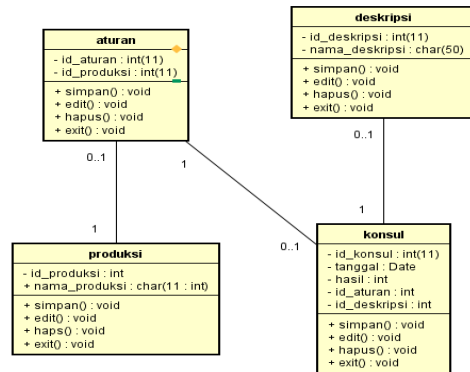 aturan
- id_aturan : int(11)
- id_produksi : int(11)
+ simpan() : void
+ edit() : void
+ hapus() : void
+ exit() : void
deskripsi
- id_deskripsi : int(11)
- nama_deskripsi : char(50)
+ simpan() : void
+ edit() : void
+ hapus() : void
+ exit() : void
0..1
1
0..1
1
1
0..1
produksi
- id_produksi : int
+ nama_produksi : char(11 : int)
+ simpan() : void
+ edit() : void
+ haps() : void
+ exit() : void
konsul
- id_konsul : int(11)
- tanggal : Date
- hasil : int
- id_aturan : int
- id_deskripsi : int
+ simpan() : void
+ edit() : void
+ hapus() : void
+ exit() : void